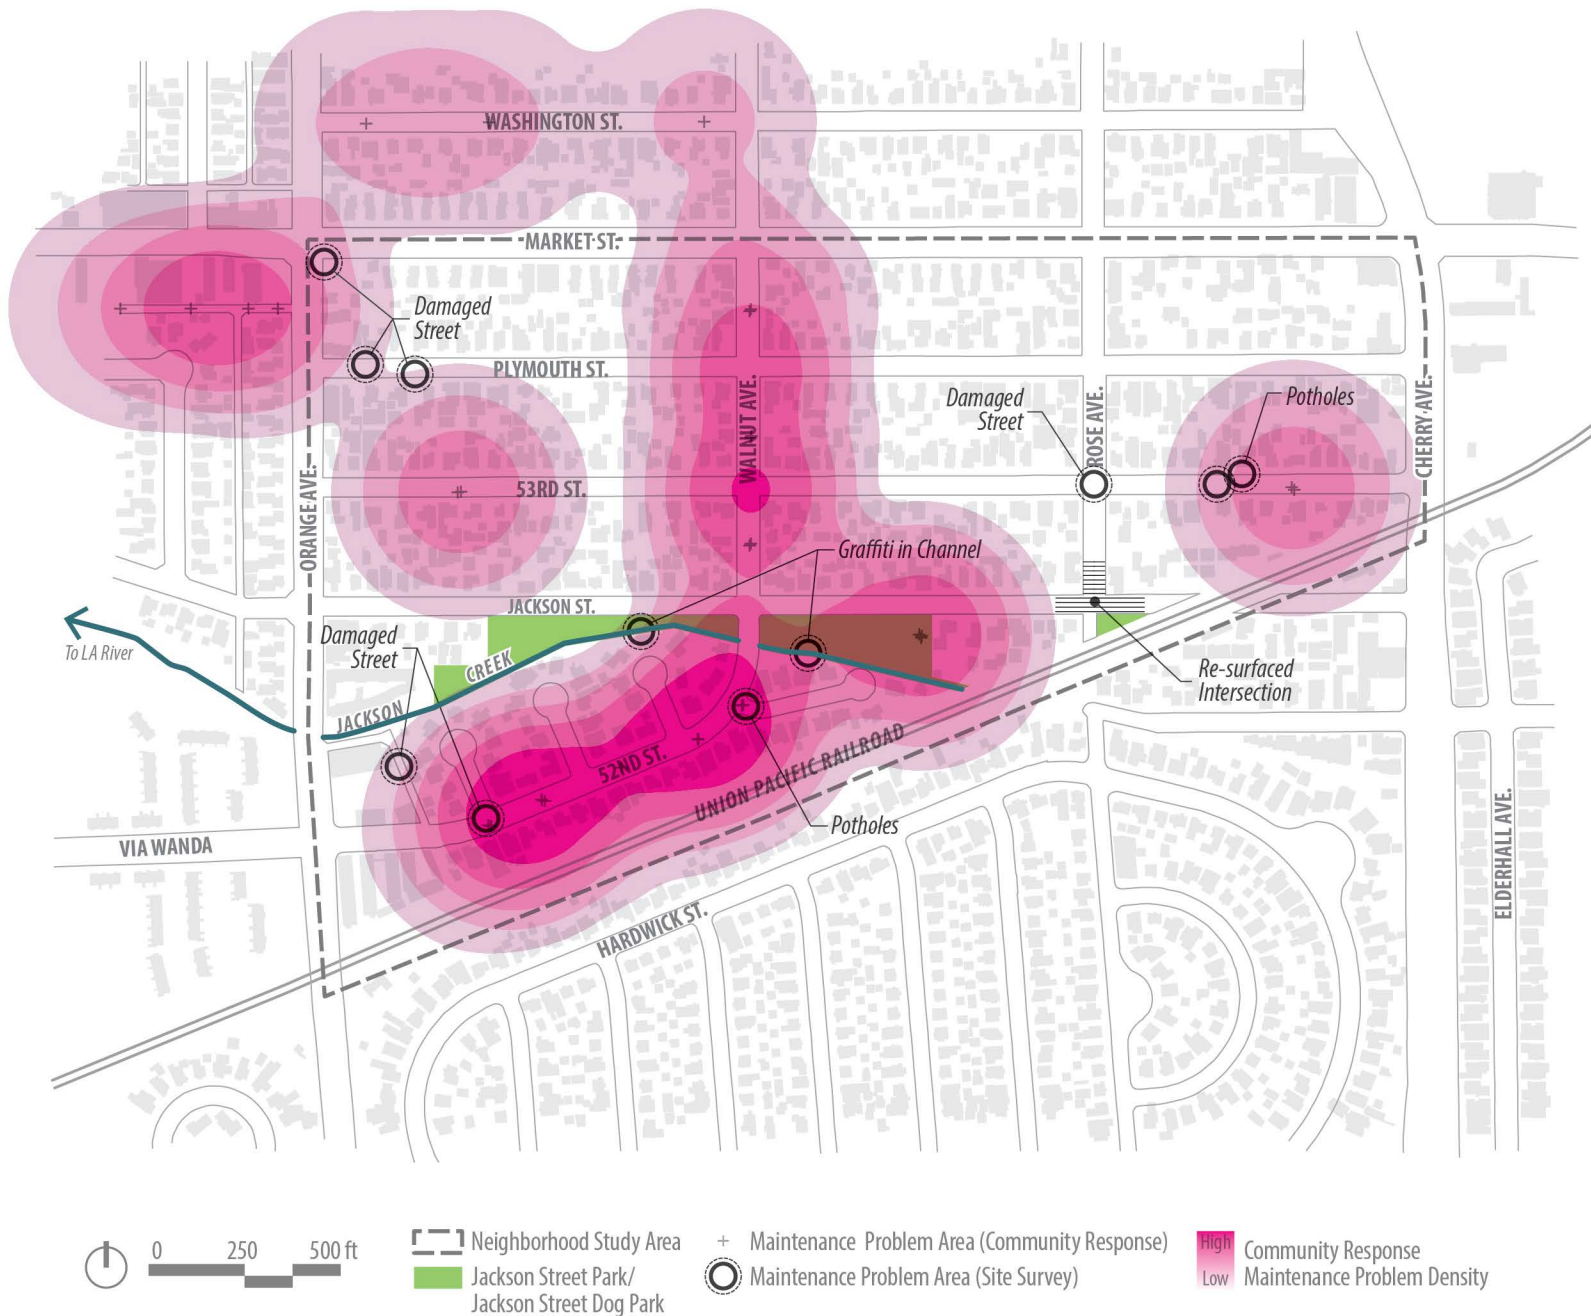 WASHINGTON ST.
MARKET ST.
Damaged
Street
PLYMOUTH ST.
WALNUT AVE.
Damaged
Street
ROSE AVE.
Potholes
CHERRY AVE.
ORANGE AVE.
53RD ST.
Graffiti in Channel
JACKSON ST.
To LA River
Damaged
Street
JACKSON
CREEK
Re-surfaced
Intersection
52ND ST.
UNION PACIFIC RAILROAD
Potholes
VIA WANDA
HARDWICK ST.
ELDERHALL AVE.
0 250 500 ft
Neighborhood Study Area
Jackson Street Park/
Jackson Street Dog Park
Maintenance Problem Area (Community Response)
Maintenance Problem Area (Site Survey)
High
Low
Community Response
Maintenance Problem Density